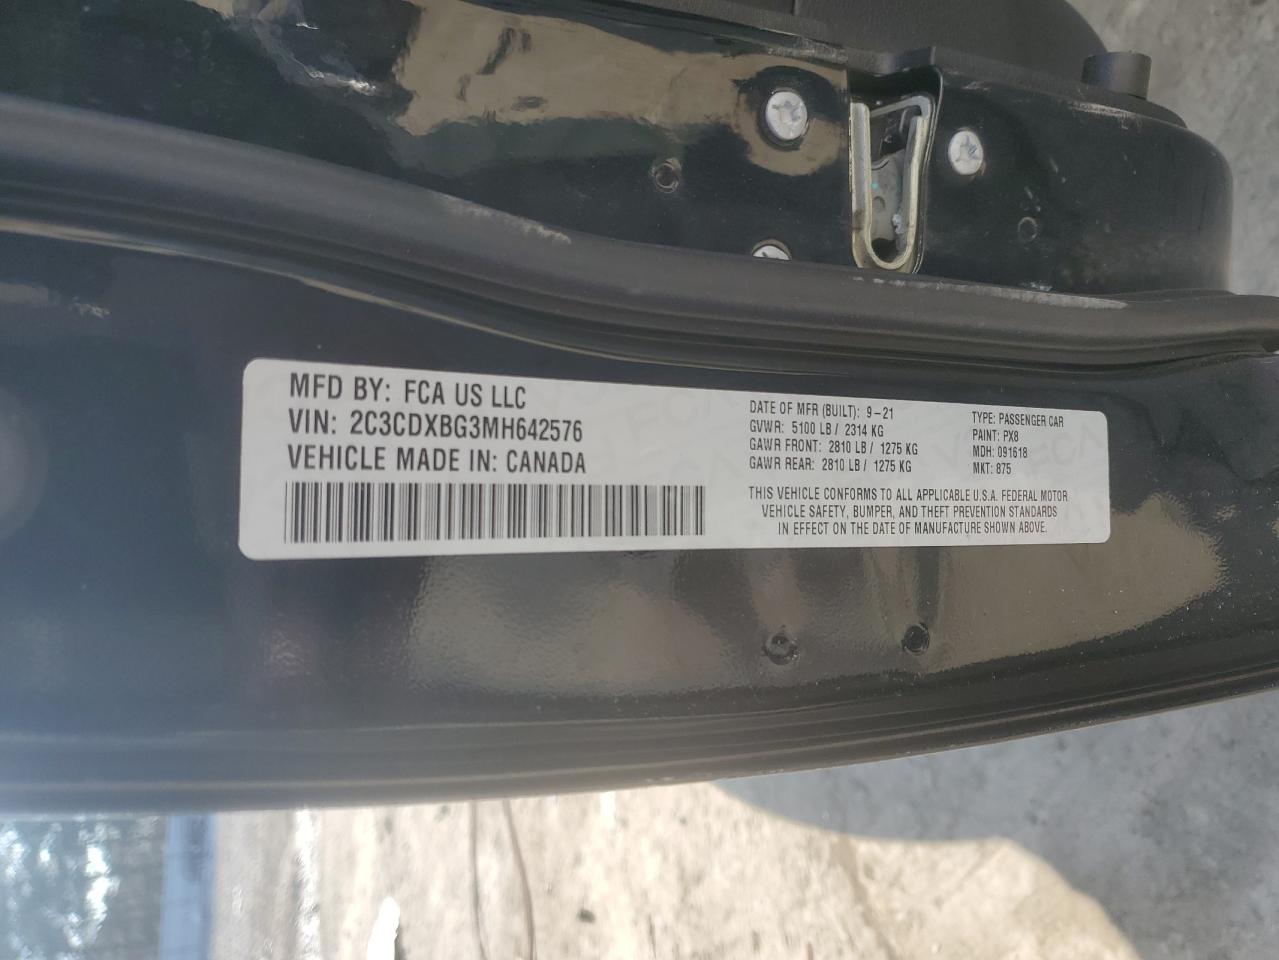 MFD BY: FCA US LLC
VIN: 2C3CDXBG3MH642576
VEHICLE MADE IN: CANADA
DATE OF MFR (BUILT): 9-21
GVWR: 5100 LB / 2314 KG
GAWR FRONT: 2810 LB / 1275 KG
GAWR REAR: 2810 LB / 1275 KG
TYPE: PASSENGER CAR
PAINT: PX8
MDH: 091618
MKT: 875
THIS VEHICLE CONFORMS TO ALL APPLICABLE U.S.A. FEDERAL MOTOR
VEHICLE SAFETY, BUMPER, AND THEFT PREVENTION STANDARDS
IN EFFECT ON THE DATE OF MANUFACTURE SHOWN ABOVE.